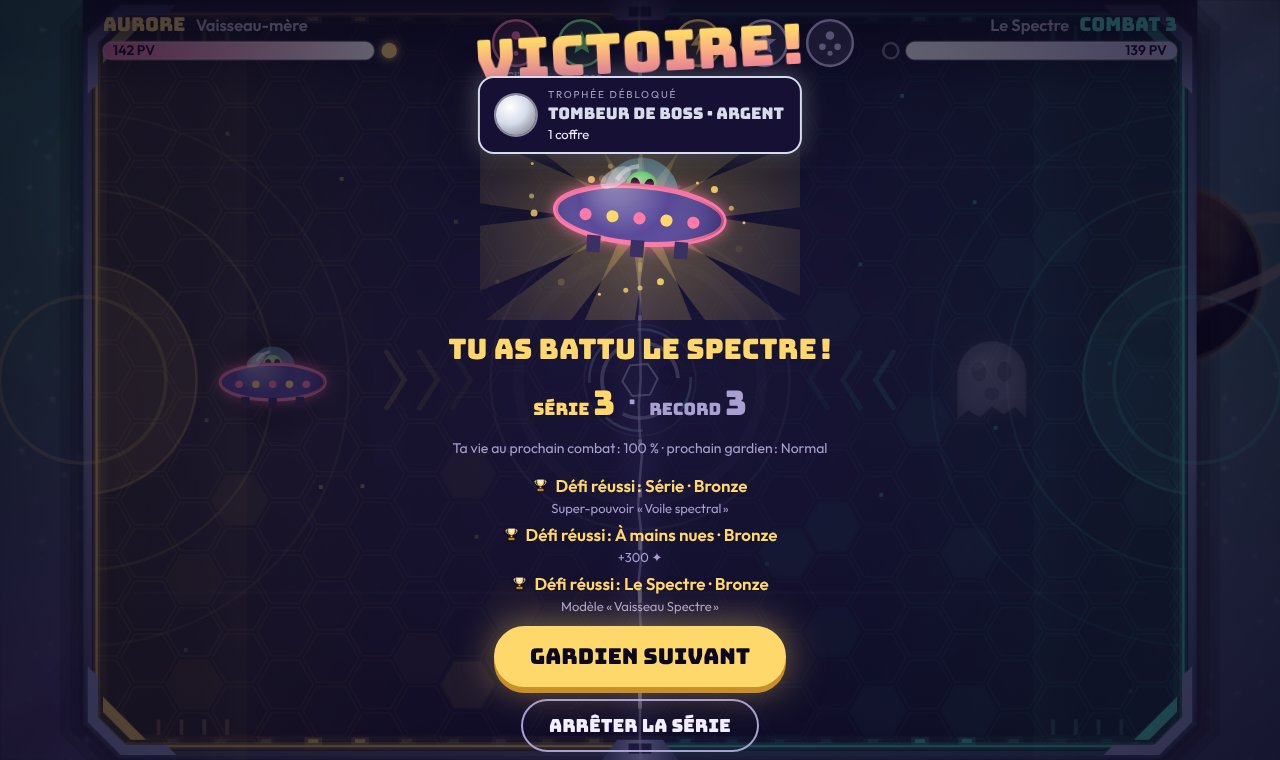 AURORE Vaisseau-mère
Le Spectre COMBAT 3
142 PV
139 PV
VICTOIRE !
TROPHÉE DÉBLOQUÉ
TOMBEUR DE BOSS · ARGENT
1 coffre
TU AS BATTU LE SPECTRE !
SÉRIE 3 · RECORD 3
Ta vie au prochain combat : 100 % · prochain gardien : Normal
Défi réussi : Série · Bronze
Super-pouvoir « Voile spectral »
Défi réussi : À mains nues · Bronze
+300 ✦
Défi réussi : Le Spectre · Bronze
Modèle « Vaisseau Spectre »
GARDIEN SUIVANT
ARRÊTER LA SÉRIE